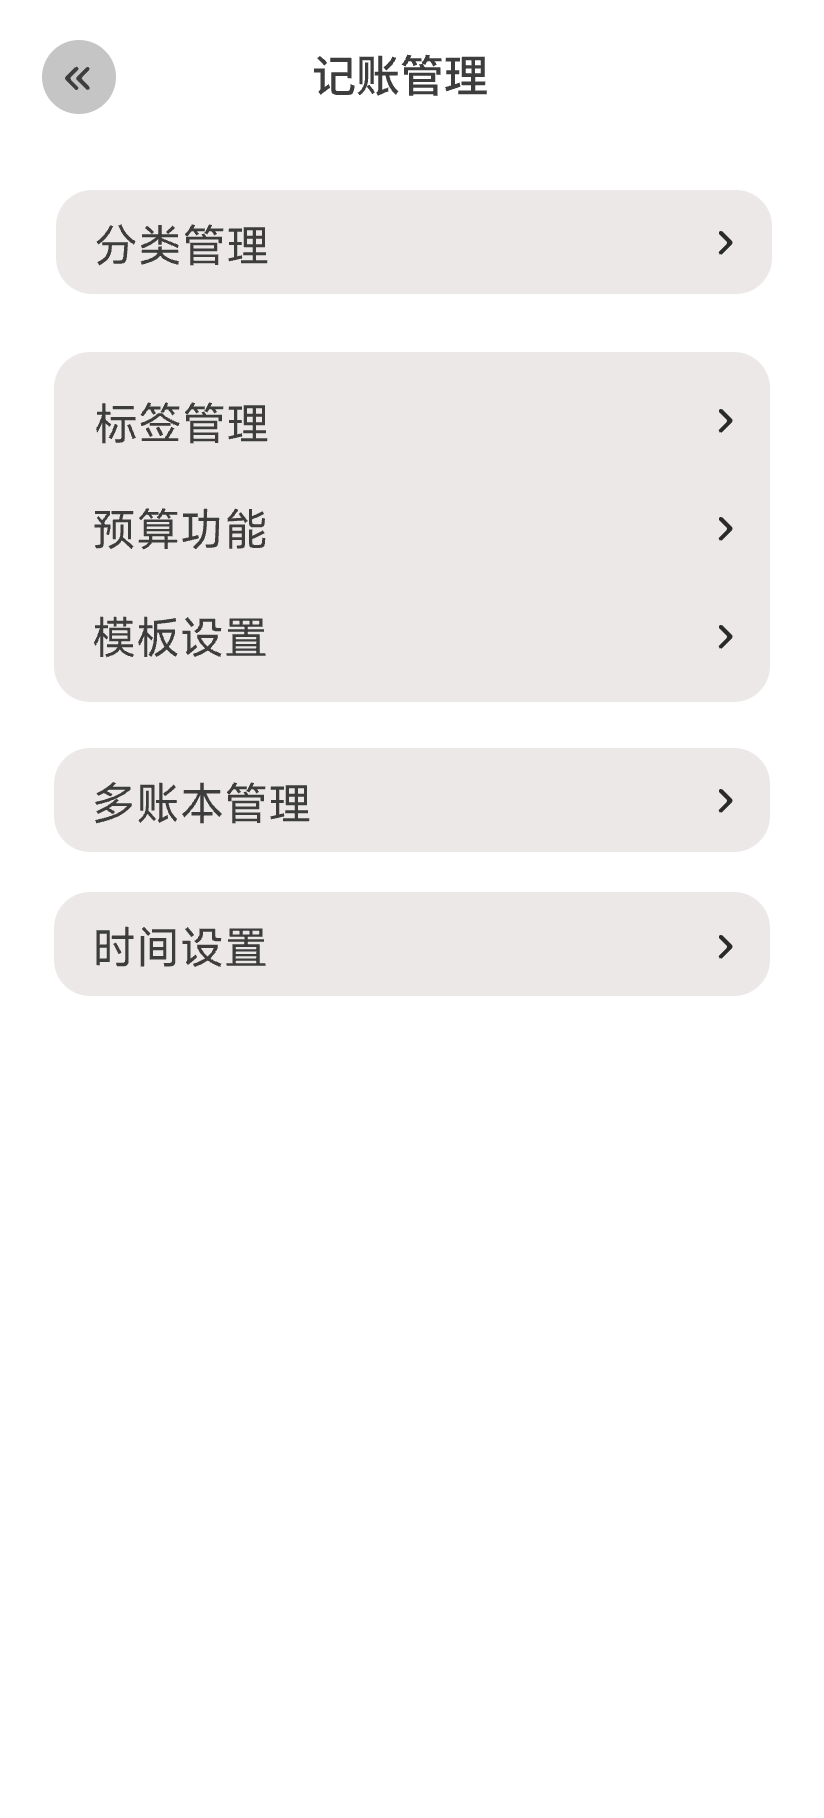 记账管理
分类管理
标签管理
预算功能
模板设置
多账本管理
时间设置